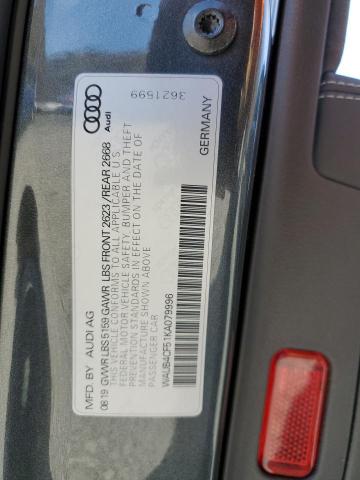 MFD. BY AUDI AG
08.19 GVWR LBS 5159 GAWR LBS FRONT 2623 / REAR 2668
THIS VEHICLE CONFORMS TO ALL APPLICABLE U.S.
FEDERAL MOTOR VEHICLE SAFETY, BUMPER AND THEFT
PREVENTION STANDARDS IN EFFECT ON THE DATE OF
MANUFACTURE SHOWN ABOVE
PASSENGER CAR
WAUB4CF51KA079996
GERMANY
Audi
3621599